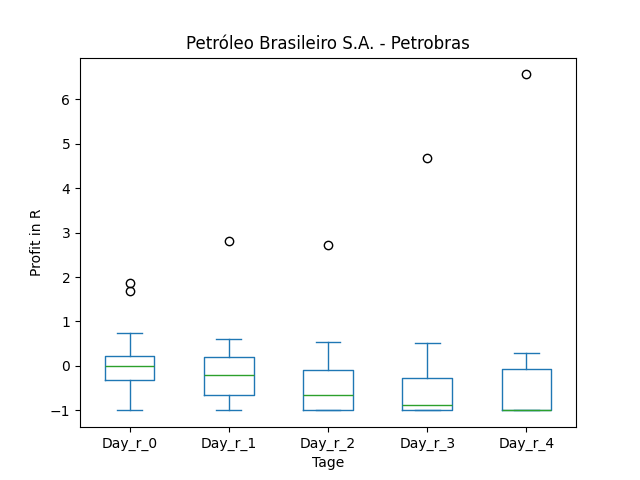 Petróleo Brasileiro S.A. - Petrobras
Profit in R
6
5
4
3
2
1
0
−1
Day_r_0 Day_r_1 Day_r_2 Day_r_3 Day_r_4
Tage